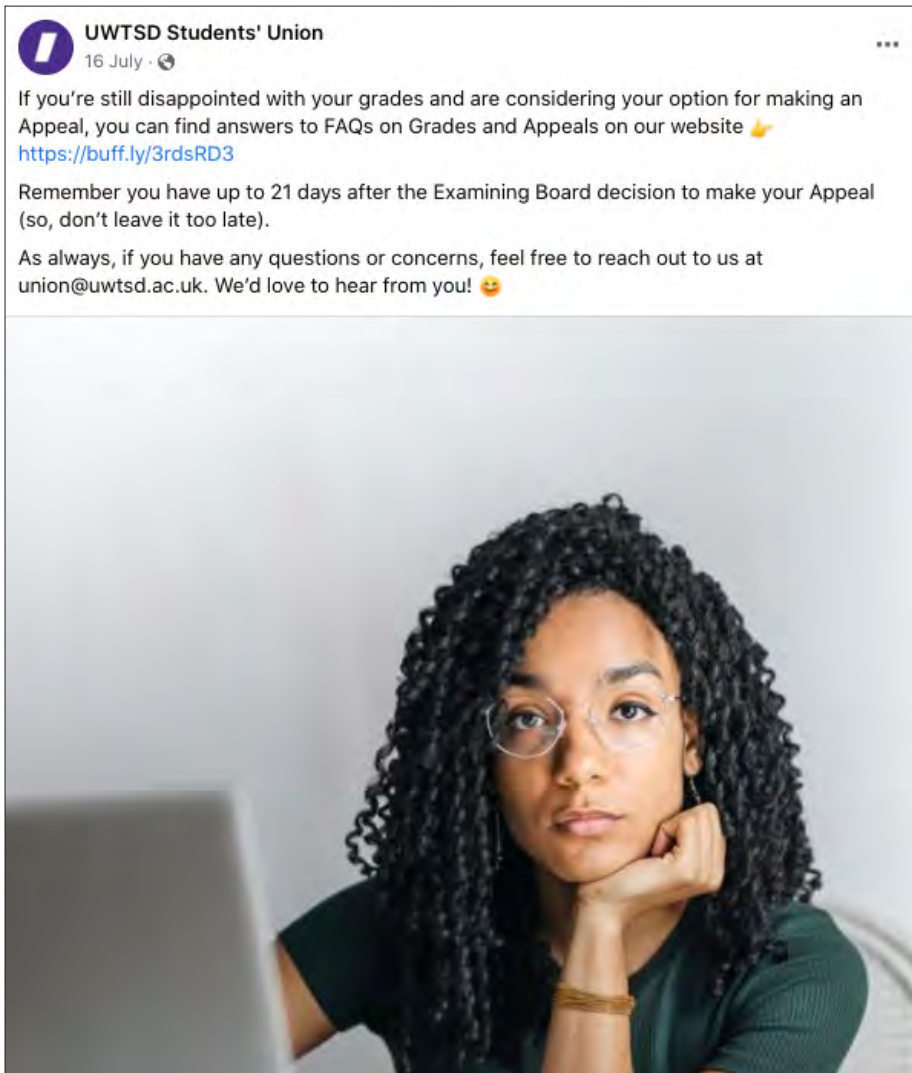 UWTSD Students' Union
16 July ·
If you’re still disappointed with your grades and are considering your option for making an
Appeal, you can find answers to FAQs on Grades and Appeals on our website 👉
https://buff.ly/3rdsRD3
Remember you have up to 21 days after the Examining Board decision to make your Appeal
(so, don’t leave it too late).
As always, if you have any questions or concerns, feel free to reach out to us at
union@uwtsd.ac.uk. We’d love to hear from you! 😄